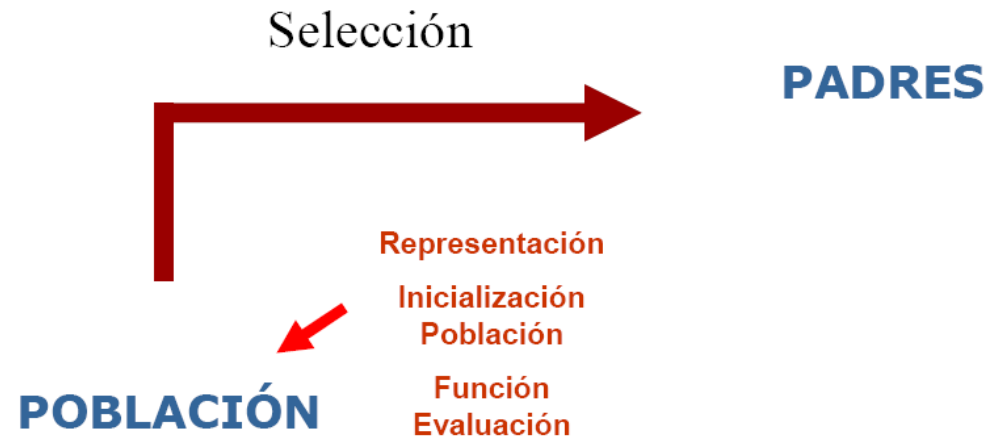 Selección
PADRES
Representación
Inicialización
Población
Función
Evaluación
POBLACIÓN